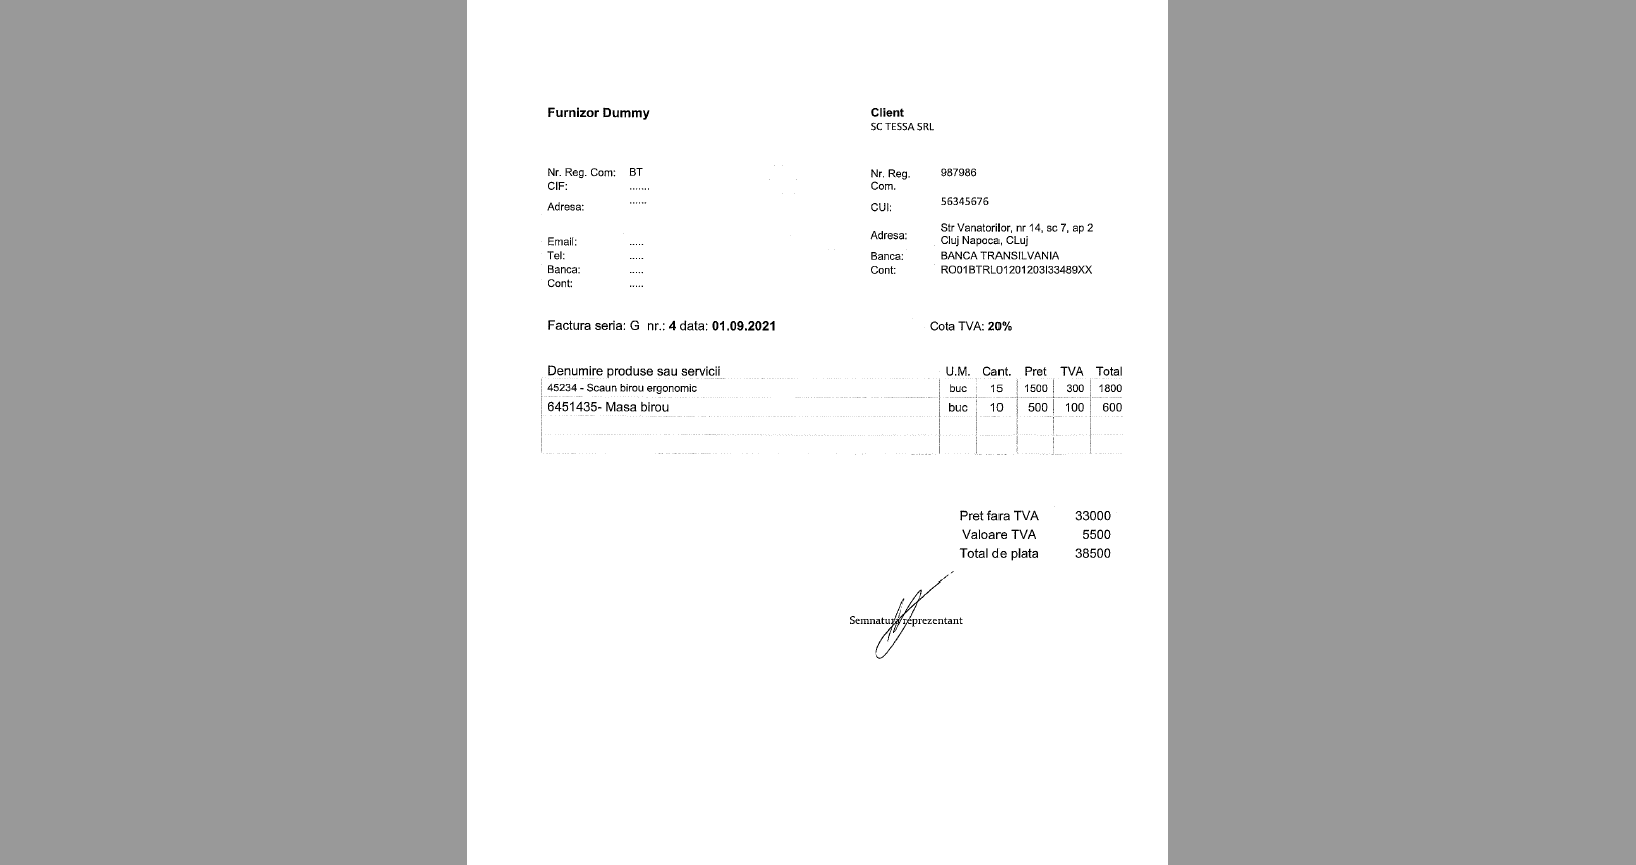 Furnizor Dummy
Client
SC TESSA SRL
Nr. Reg. Com: BT
CIF: .......
Adresa: ......
Email: .....
Tel: .....
Banca: .....
Cont: .....
Nr. Reg. Com. 987986
CUI: 56345676
Adresa: Str Vanatorilor, nr 14, sc 7, ap 2
Cluj Napoca, CLuj
Banca: BANCA TRANSILVANIA
Cont: RO01BTRL01201203I33489XX
Factura seria: G nr.: 4 data: 01.09.2021 Cota TVA: 20%
Denumire produse sau servicii U.M. Cant. Pret TVA Total
45234 - Scaun birou ergonomic buc 15 1500 300 1800
6451435- Masa birou buc 10 500 100 600
Pret fara TVA 33000
Valoare TVA 5500
Total de plata 38500
Semnatura reprezentant